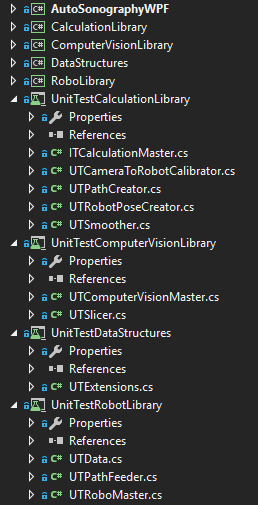 C# AutoSonographyWPF
C# CalculationLibrary
C# ComputerVisionLibrary
C# DataStructures
C# RoboLibrary
UnitTestCalculationLibrary
Properties
References
C# ITCalculationMaster.cs
C# UTCameraToRobotCalibrator.cs
C# UTPathCreator.cs
C# UTRobotPoseCreator.cs
C# UTSmoother.cs
UnitTestComputerVisionLibrary
Properties
References
C# UTComputerVisionMaster.cs
C# UTSlicer.cs
UnitTestDataStructures
Properties
References
C# UTExtensions.cs
UnitTestRobotLibrary
Properties
References
C# UTData.cs
C# UTPathFeeder.cs
C# UTRoboMaster.cs